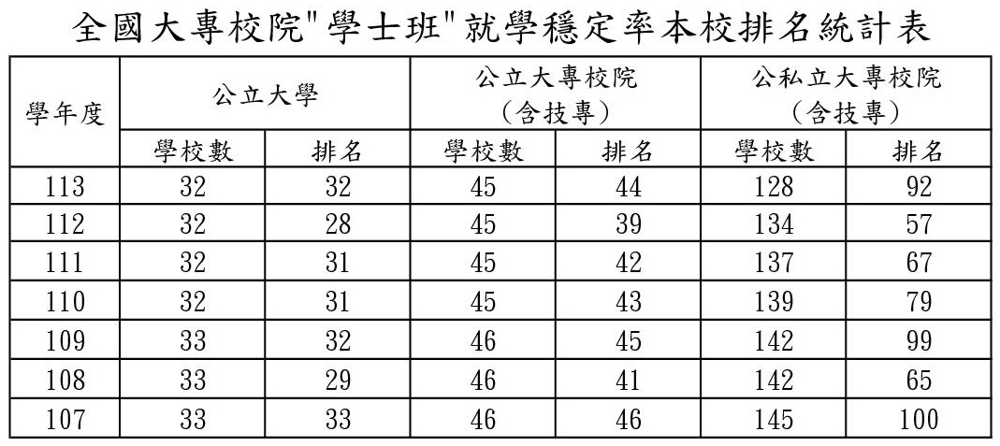 全國大專校院"學士班"就學穩定率本校排名統計表
學年度 公立大學 公立大專校院（含技專） 公私立大專校院（含技專）
學校數 排名 學校數 排名 學校數 排名
113 32 32 45 44 128 92
112 32 28 45 39 134 57
111 32 31 45 42 137 67
110 32 31 45 43 139 79
109 33 32 46 45 142 99
108 33 29 46 41 142 65
107 33 33 46 46 145 100